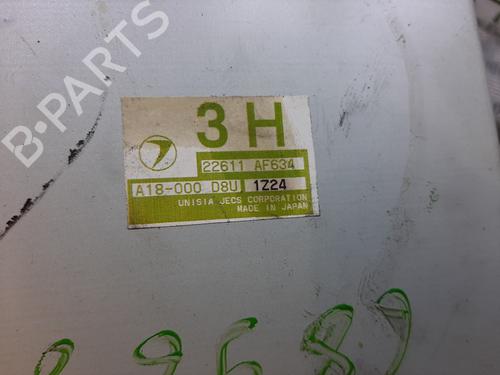 B-PARTS
3H
22611 AF634
A18-000 D8U 1Z24
UNISIA JECS CORPORATION
MADE IN JAPAN